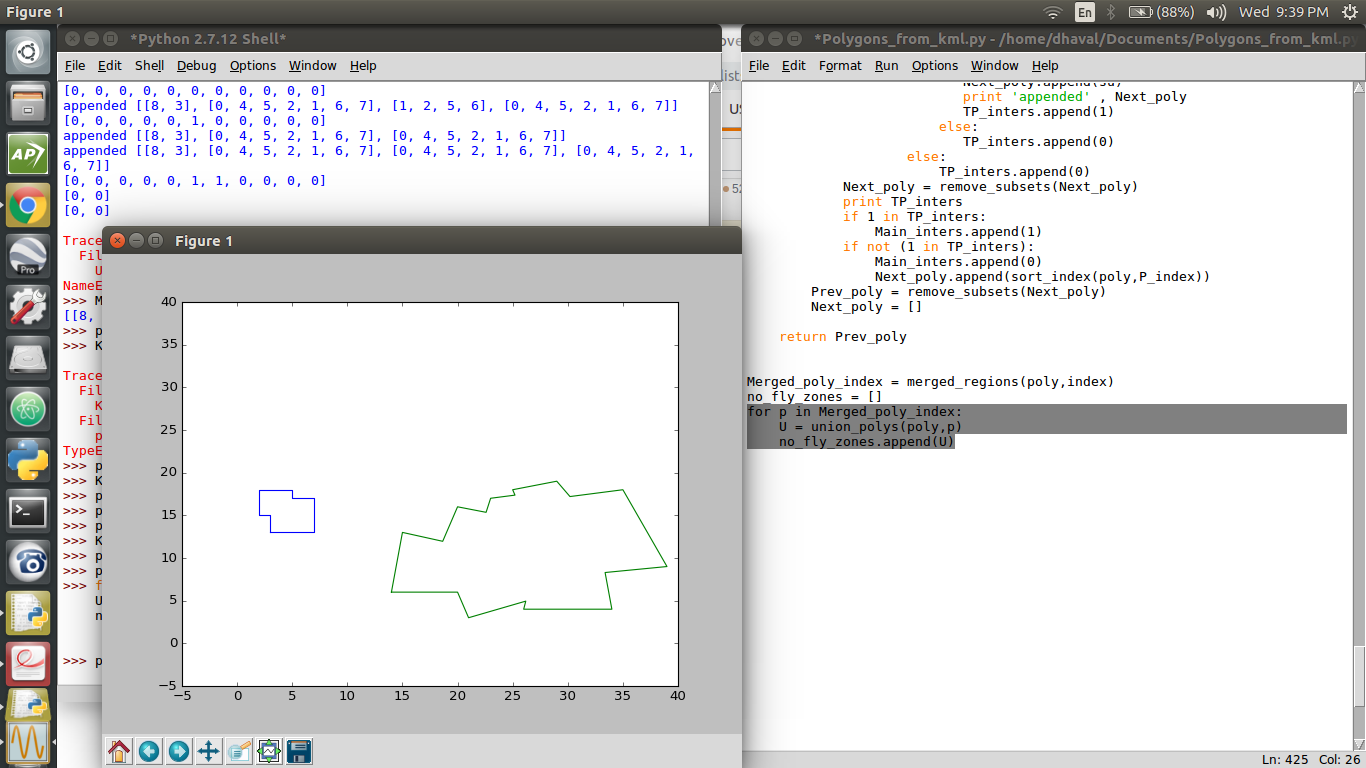 Figure 1
En
(88%)
Wed 9:39 PM
*Python 2.7.12 Shell*
File Edit Shell Debug Options Window Help
[0, 0, 0, 0, 0, 0, 0, 0, 0, 0, 0]
appended [[8, 3], [0, 4, 5, 2, 1, 6, 7], [1, 2, 5, 6], [0, 4, 5, 2, 1, 6, 7]]
[0, 0, 0, 0, 0, 1, 0, 0, 0, 0, 0]
appended [[8, 3], [0, 4, 5, 2, 1, 6, 7], [0, 4, 5, 2, 1, 6, 7]]
appended [[8, 3], [0, 4, 5, 2, 1, 6, 7], [0, 4, 5, 2, 1, 6, 7], [0, 4, 5, 2, 1,
6, 7]]
[0, 0, 0, 0, 0, 1, 1, 0, 0, 0, 0]
[0, 0]
[0, 0]
Trace
Fil
U
NameE
>>> M
[[8,
>>> p
>>> K
Trace
Fil
K
Fil
p
TypeE
>>> p
>>> K
>>> p
>>> p
>>> p
>>> K
>>> p
>>> p
>>> f
U
n
>>> p
Figure 1
40
35
30
25
20
15
10
5
0
−5
−5 0 5 10 15 20 25 30 35 40
ove
list
US
52
*Polygons_from_kml.py - /home/dhaval/Documents/Polygons_from_kml.py
File Edit Format Run Options Window Help
Next_poly.append(su)
print 'appended' , Next_poly
TP_inters.append(1)
else:
TP_inters.append(0)
else:
TP_inters.append(0)
Next_poly = remove_subsets(Next_poly)
print TP_inters
if 1 in TP_inters:
Main_inters.append(1)
if not (1 in TP_inters):
Main_inters.append(0)
Next_poly.append(sort_index(poly,P_index))
Prev_poly = remove_subsets(Next_poly)
Next_poly = []
return Prev_poly
Merged_poly_index = merged_regions(poly,index)
no_fly_zones = []
for p in Merged_poly_index:
U = union_polys(poly,p)
no_fly_zones.append(U)
Ln: 425 Col: 26
AP
Pro